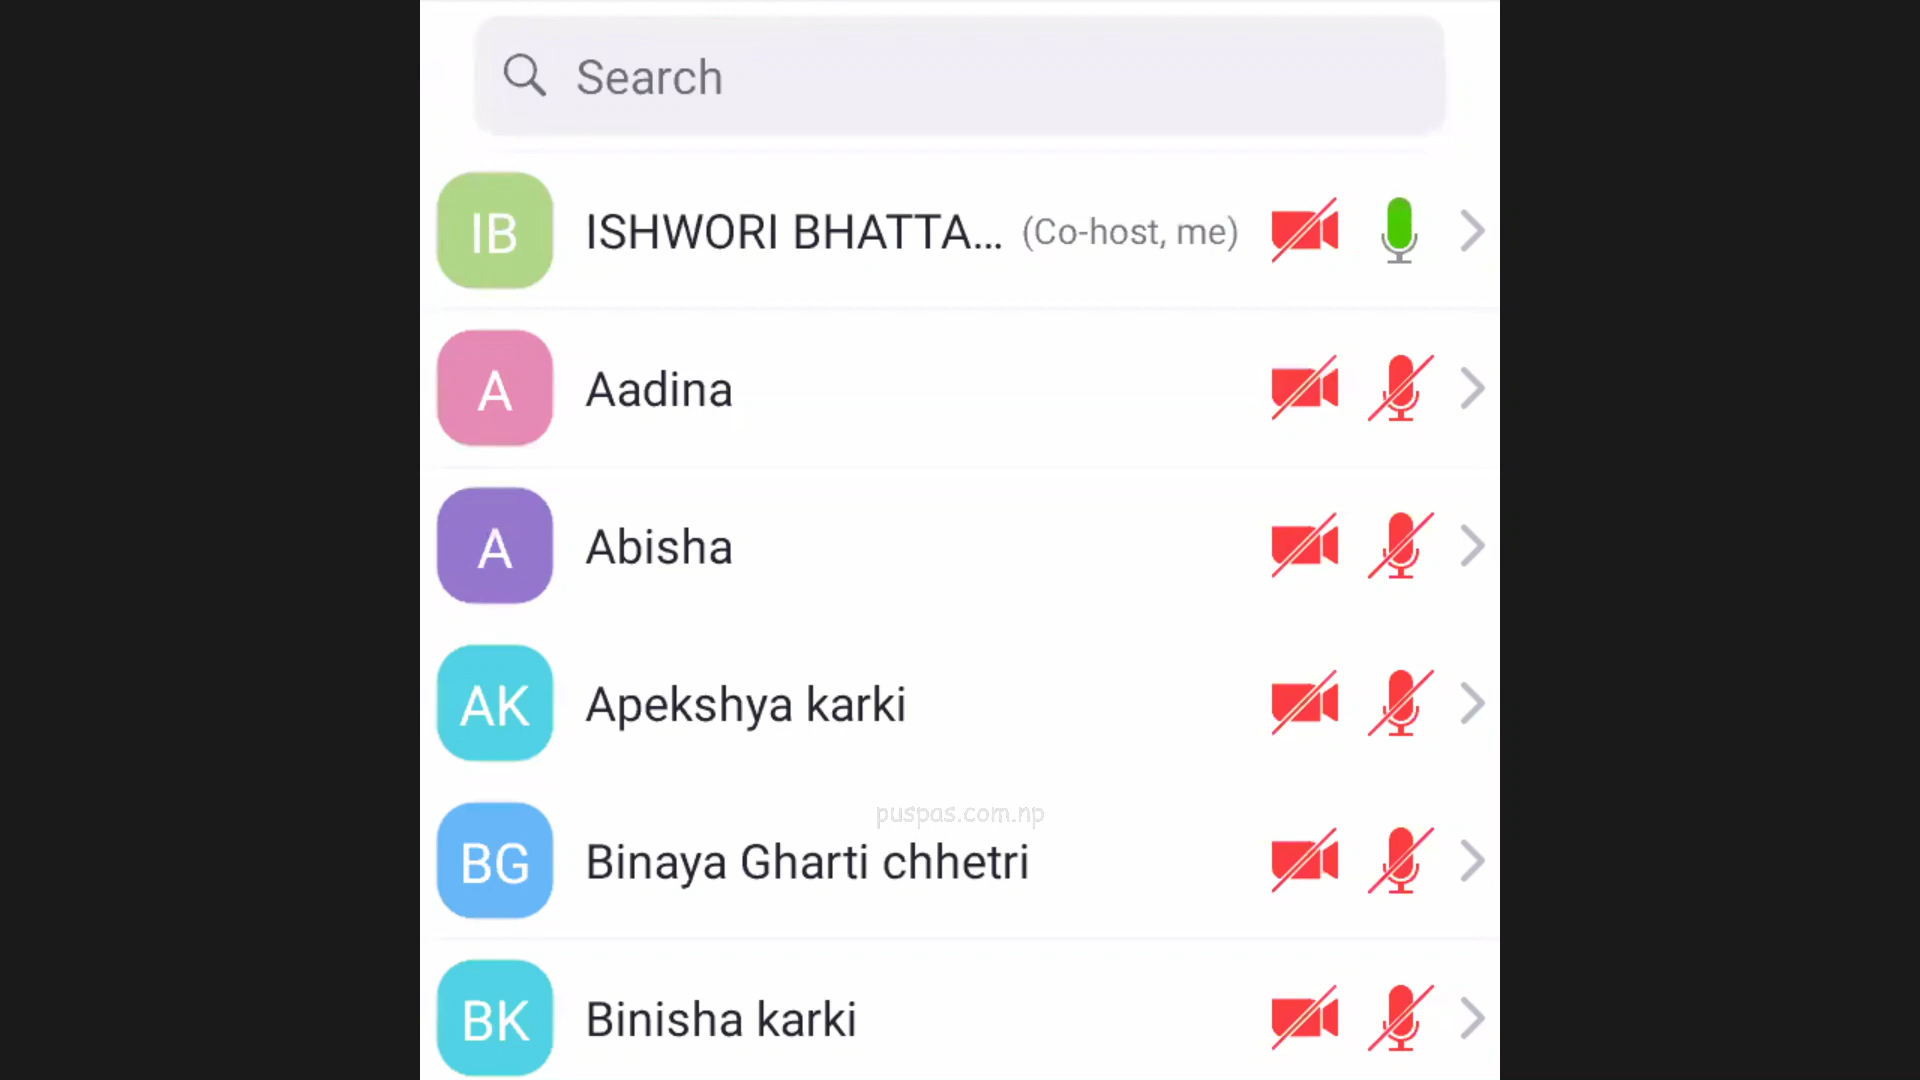 Search
IB ISHWORI BHATTA... (Co-host, me)
A Aadina
A Abisha
AK Apekshya karki
puspas.com.np
BG Binaya Gharti chhetri
BK Binisha karki